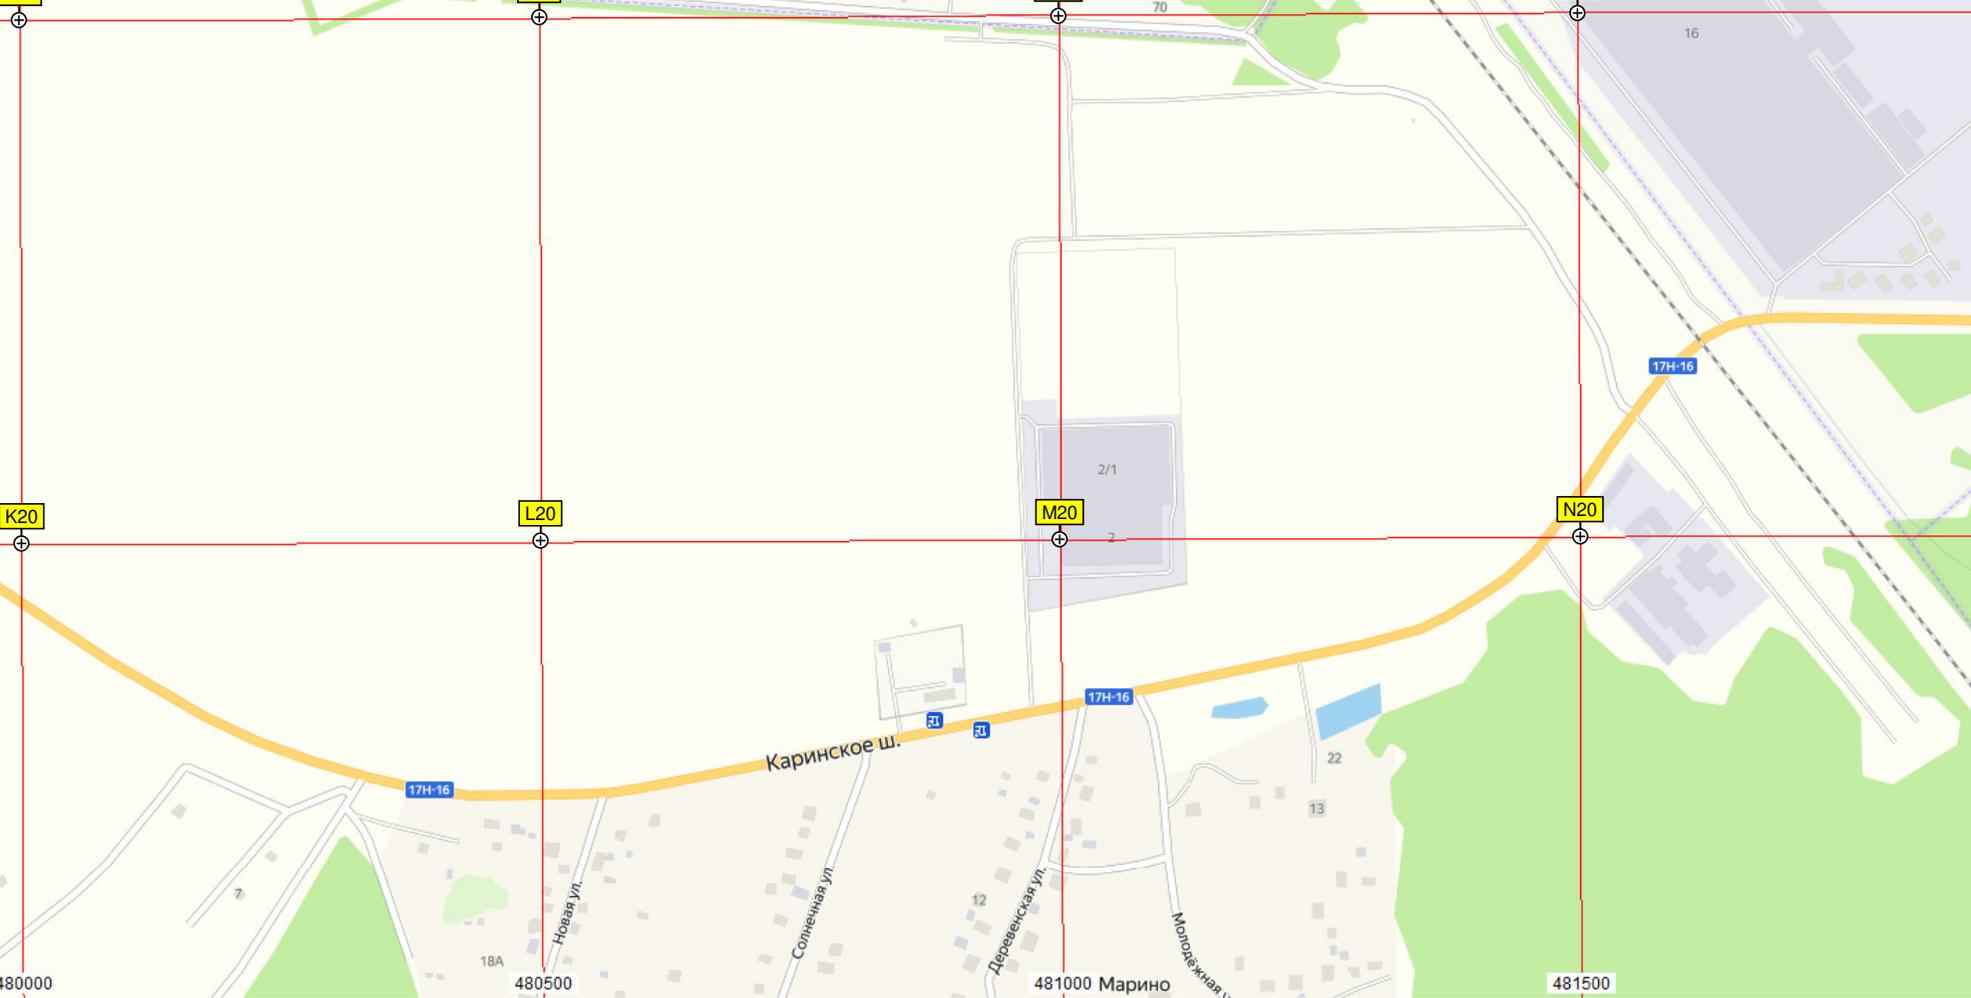 70
16
17Н-16
2/1
K20
L20
M20
N20
2
17Н-16
Каринское ш.
22
17Н-16
13
7
12
Новая ул.
Солнечная ул.
Деревенская ул.
Молодёжная у
18А
480000
480500
481000
Марино
481500